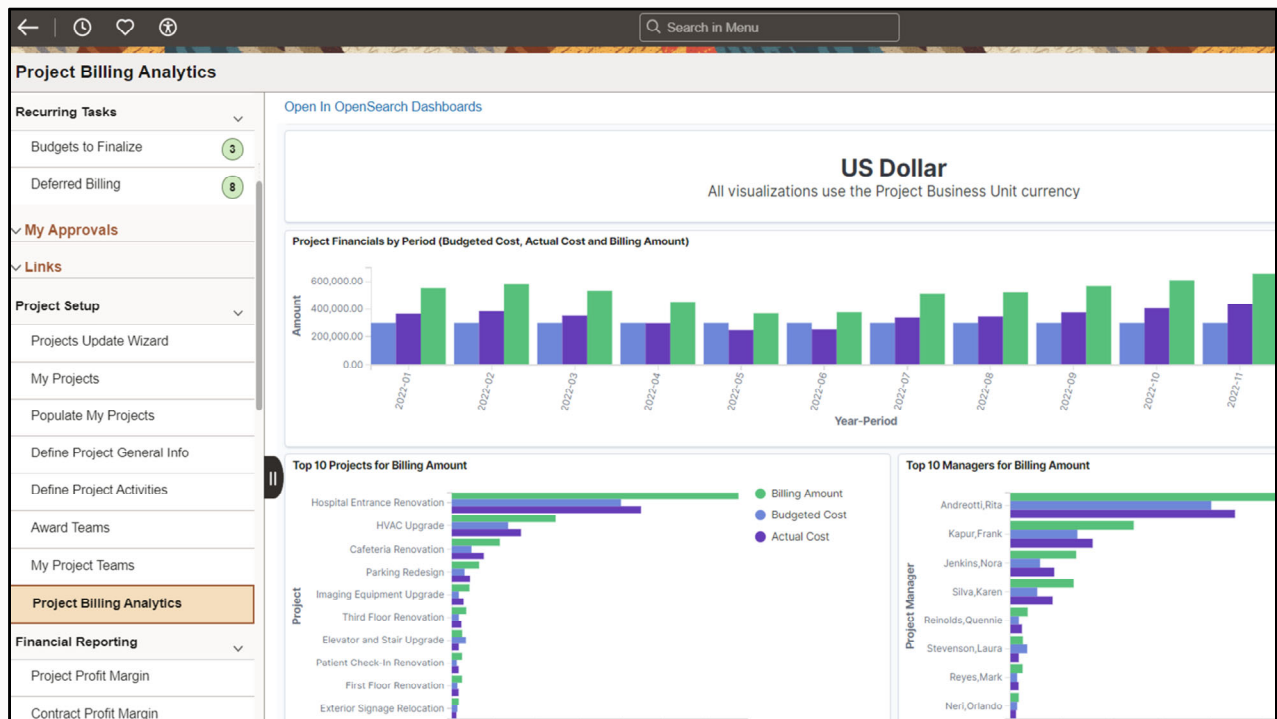 Search in Menu
Project Billing Analytics
Recurring Tasks
Budgets to Finalize
3
Deferred Billing
8
My Approvals
Links
Project Setup
Projects Update Wizard
My Projects
Populate My Projects
Define Project General Info
Define Project Activities
Award Teams
My Project Teams
Project Billing Analytics
Financial Reporting
Project Profit Margin
Contract Profit Margin
Open In OpenSearch Dashboards
US Dollar
All visualizations use the Project Business Unit currency
Project Financials by Period (Budgeted Cost, Actual Cost and Billing Amount)
Amount
600,000.00
400,000.00
200,000.00
0.00
2022-01
2022-02
2022-03
2022-04
2022-05
2022-06
2022-07
2022-08
2022-09
2022-10
2022-11
Year-Period
Top 10 Projects for Billing Amount
Project
Hospital Entrance Renovation
HVAC Upgrade
Cafeteria Renovation
Parking Redesign
Imaging Equipment Upgrade
Third Floor Renovation
Elevator and Stair Upgrade
Patient Check-In Renovation
First Floor Renovation
Exterior Signage Relocation
Billing Amount
Budgeted Cost
Actual Cost
Top 10 Managers for Billing Amount
Project Manager
Andreotti,Rita
Kapur,Frank
Jenkins,Nora
Silva,Karen
Reinolds,Quennie
Stevenson,Laura
Reyes,Mark
Neri,Orlando